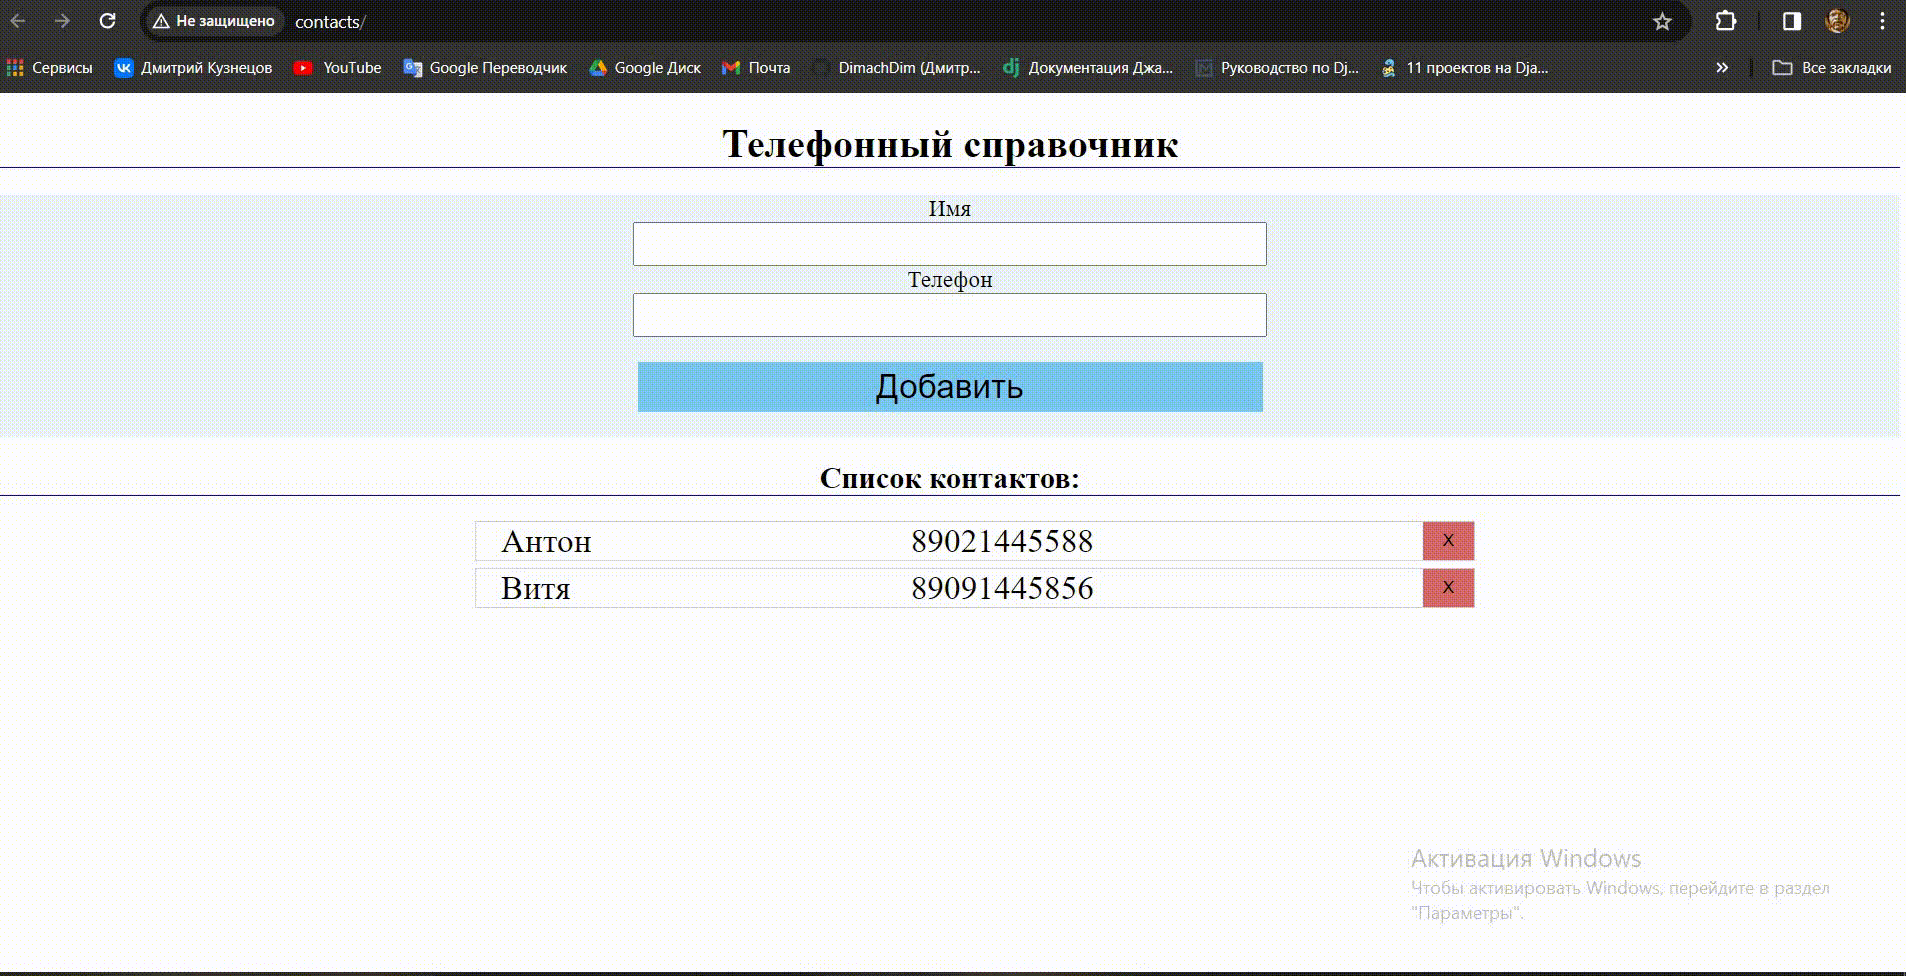 Не защищено contacts/
Сервисы Дмитрий Кузнецов YouTube Google Переводчик Google Диск Почта DimachDim (Дмитр... Документация Джа... Руководство по Dj... 11 проектов на Dja... » Все закладки
Телефонный справочник
Имя
Телефон
Добавить
Список контактов:
Антон 89021445588 X
Витя 89091445856 X
Активация Windows
Чтобы активировать Windows, перейдите в раздел
"Параметры".